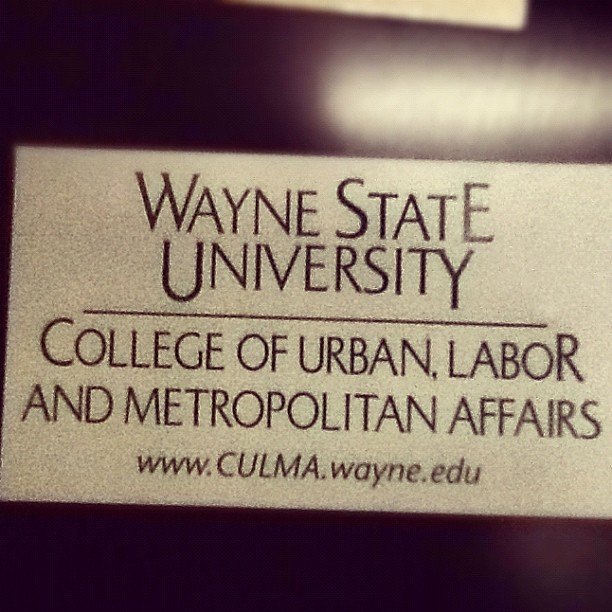 WAYNE STATE
UNIVERSITY
COLLEGE OF URBAN, LABOR
AND METROPOLITAN AFFAIRS
www.CULMA.wayne.edu